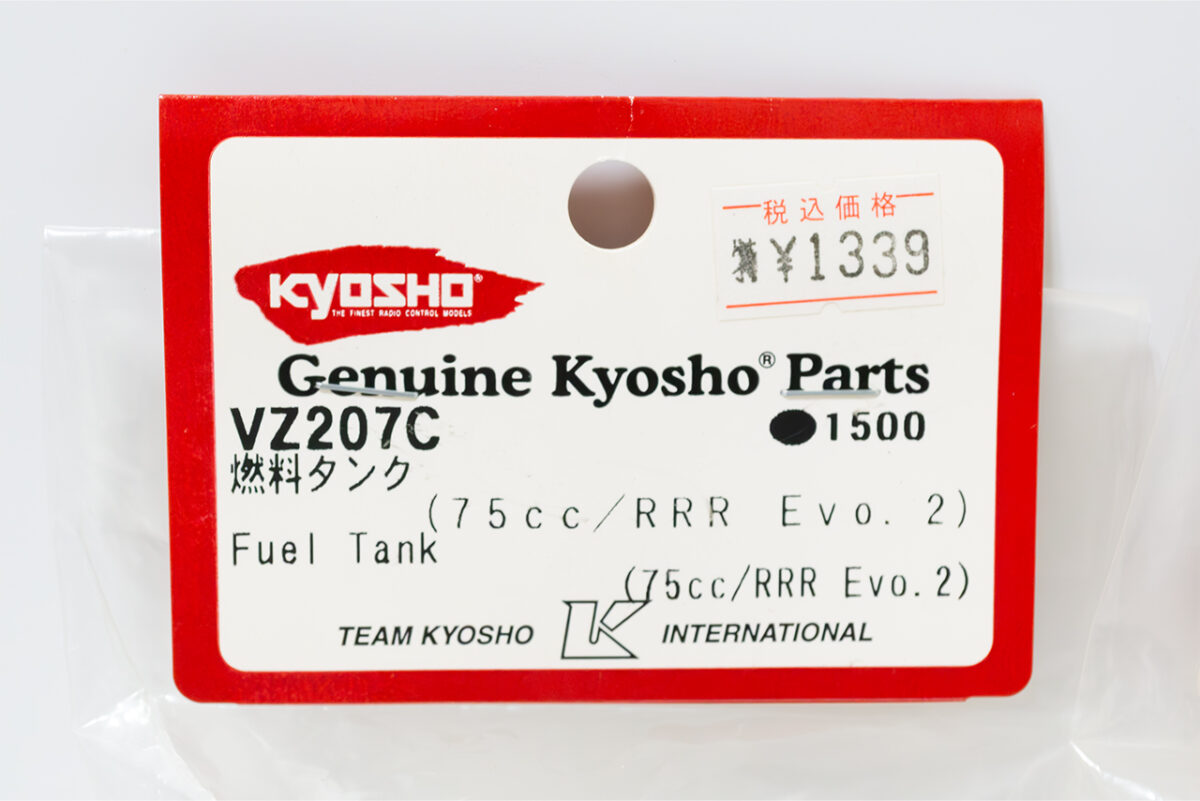 税込価格
¥1339
KYOSHO®
THE FINEST RADIO CONTROL MODELS
Genuine Kyosho® Parts
VZ207C
●1500
燃料タンク
(75cc/RRR Evo. 2)
Fuel Tank
(75cc/RRR Evo.2)
TEAM KYOSHO K INTERNATIONAL